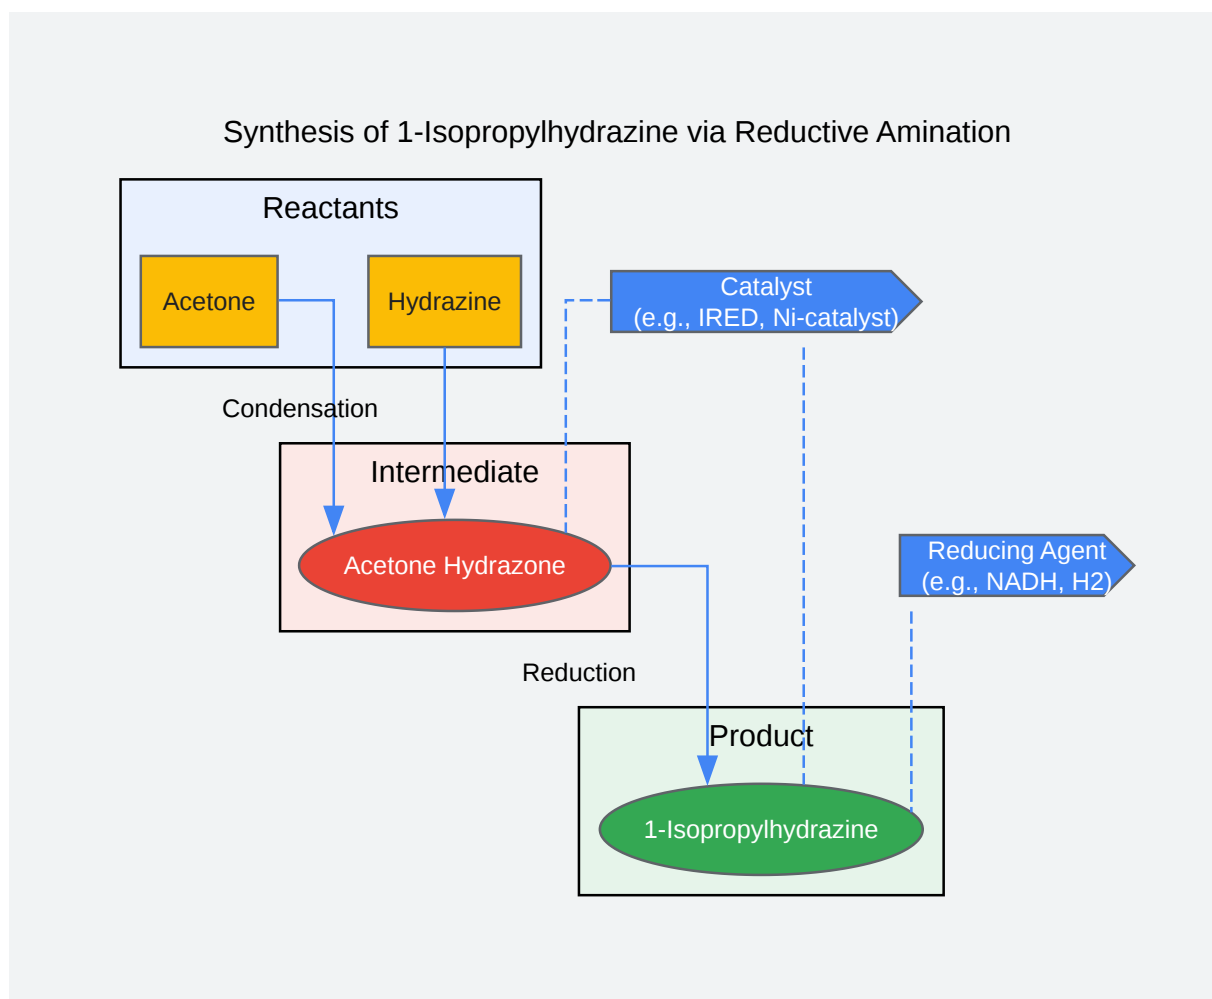 Synthesis of 1-Isopropylhydrazine via Reductive Amination
Reactants
Acetone
Hydrazine
Catalyst
(e.g., IRED, Ni-catalyst)
Condensation
Intermediate
Acetone Hydrazone
Reducing Agent
(e.g., NADH, H2)
Reduction
Product
1-Isopropylhydrazine